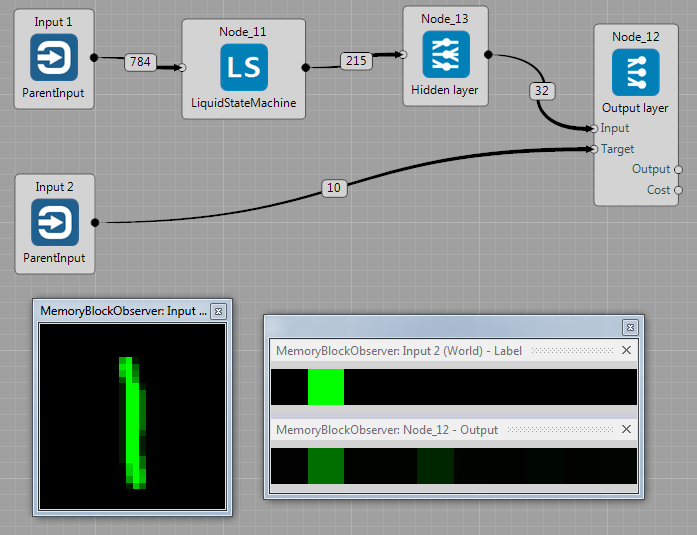 Input 1
ParentInput
784
Node_11
LS
LiquidStateMachine
215
Node_13
Hidden layer
32
Node_12
Output layer
Input
Target
Output
Cost
Input 2
ParentInput
10
MemoryBlockObserver: Input ...
MemoryBlockObserver: Input 2 (World) - Label
MemoryBlockObserver: Node_12 - Output